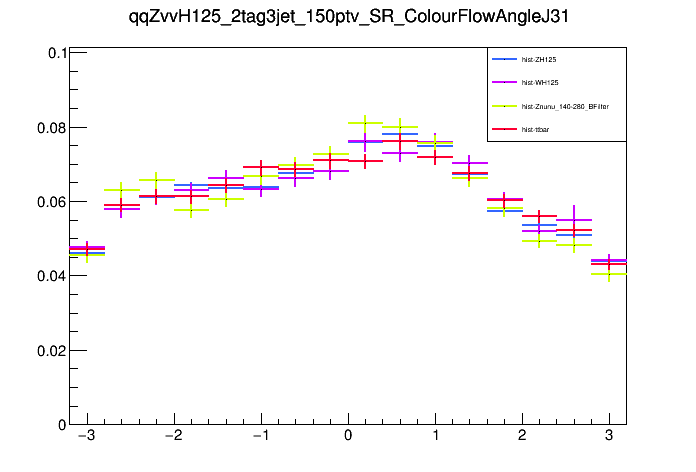 qqZvvH125_2tag3jet_150ptv_SR_ColourFlowAngleJ31
hist-ZH125
hist-WH125
hist-Znunu_140-280_BFilter
hist-ttbar
0.1
0.08
0.06
0.04
0.02
0
−3 −2 −1 0 1 2 3